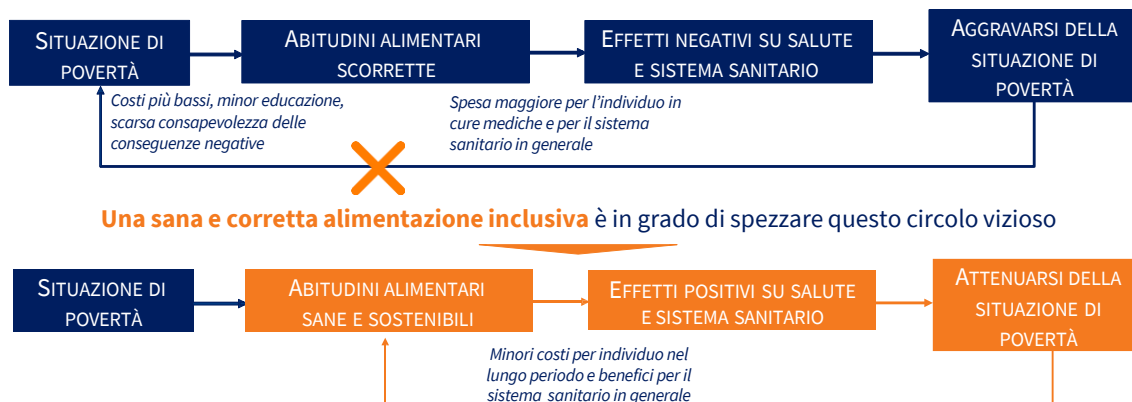 SITUAZIONE DI
POVERTÀ
ABITUDINI ALIMENTARI
SCORRETTE
EFFETTI NEGATIVI SU SALUTE
E SISTEMA SANITARIO
AGGRAVARSI DELLA
SITUAZIONE DI
POVERTÀ
Costi più bassi, minor educazione,
scarsa consapevolezza delle
conseguenze negative
Spesa maggiore per l'individuo in
cure mediche e per il sistema
sanitario in generale
Una sana e corretta alimentazione inclusiva è in grado di spezzare questo circolo vizioso
SITUAZIONE DI
POVERTÀ
ABITUDINI ALIMENTARI
SANE E SOSTENIBILI
EFFETTI POSITIVI SU SALUTE
E SISTEMA SANITARIO
ATTENUARSI DELLA
SITUAZIONE DI
POVERTÀ
Minori costi per individuo nel
lungo periodo e benefici per il
sistema sanitario in generale